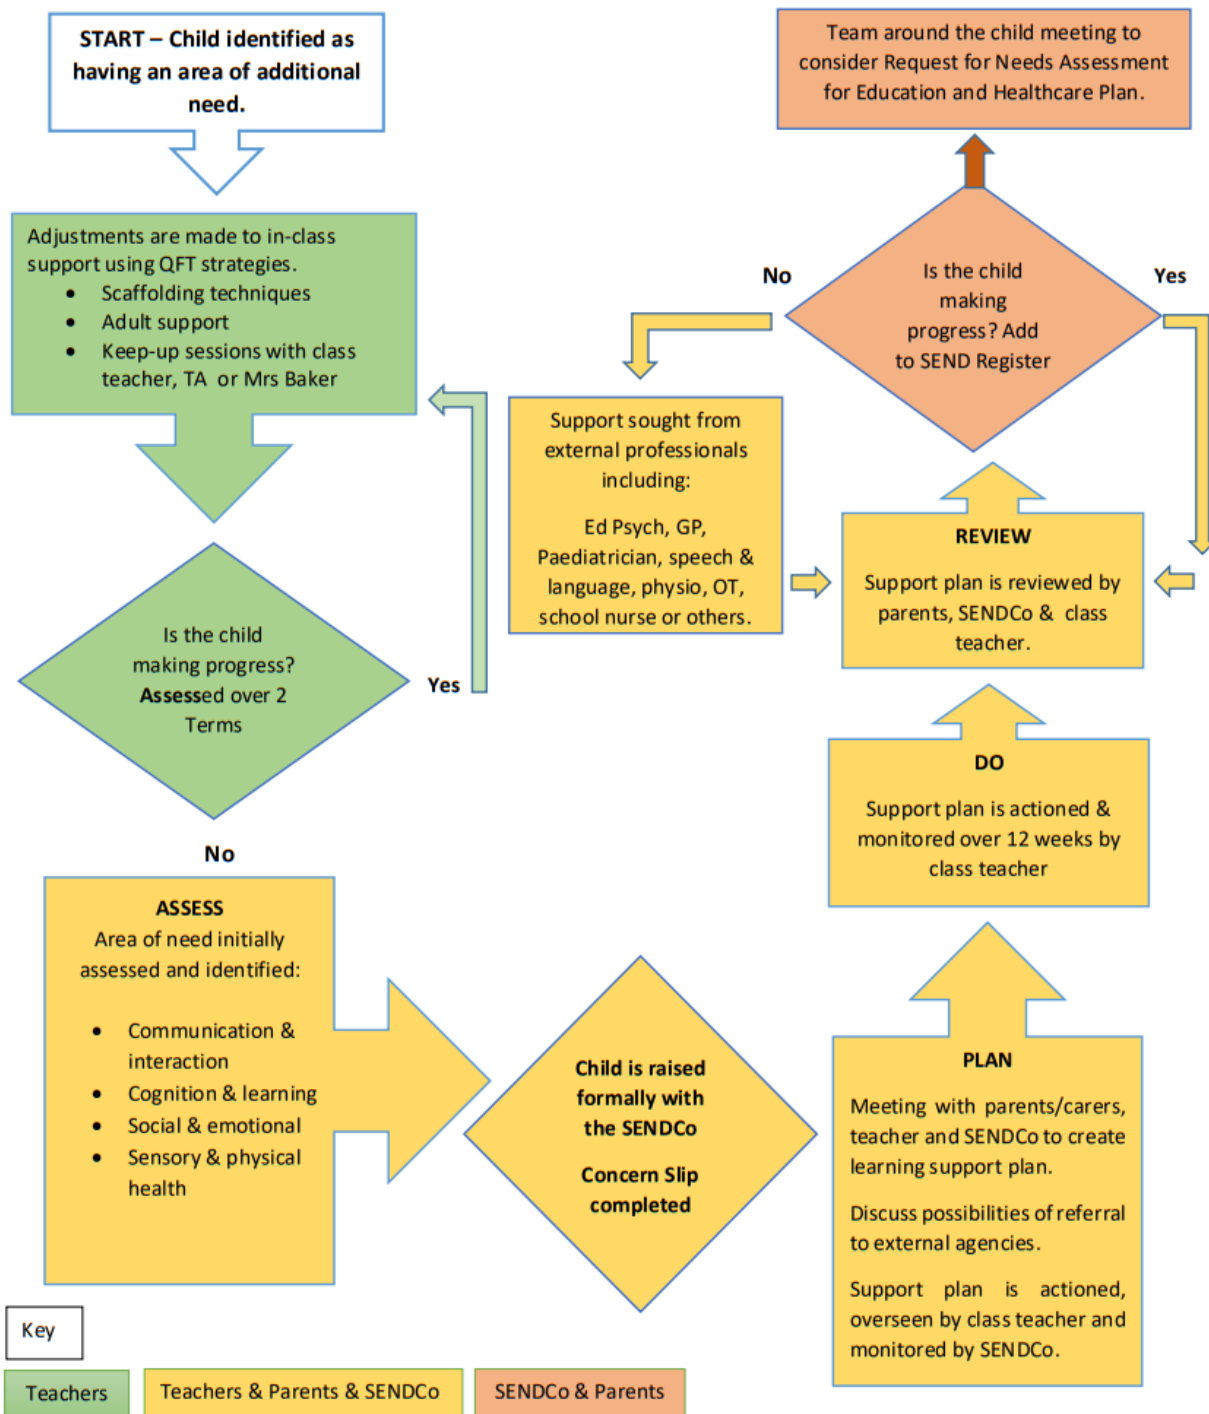 START – Child identified as
having an area of additional
need.
Adjustments are made to in-class
support using QFT strategies.
• Scaffolding techniques
• Adult support
• Keep-up sessions with class
teacher, TA or Mrs Baker
Is the child
making progress?
Assessed over 2
Terms
Yes
No
ASSESS
Area of need initially
assessed and identified:
• Communication &
interaction
• Cognition & learning
• Social & emotional
• Sensory & physical
health
Child is raised
formally with
the SENDCo
Concern Slip
completed
PLAN
Meeting with parents/carers,
teacher and SENDCo to create
learning support plan.
Discuss possibilities of referral
to external agencies.
Support plan is actioned,
overseen by class teacher and
monitored by SENDCo.
DO
Support plan is actioned &
monitored over 12 weeks by
class teacher
REVIEW
Support plan is reviewed by
parents, SENDCo & class
teacher.
Is the child
making
progress? Add
to SEND Register
No
Yes
Support sought from
external professionals
including:
Ed Psych, GP,
Paediatrician, speech &
language, physio, OT,
school nurse or others.
Team around the child meeting to
consider Request for Needs Assessment
for Education and Healthcare Plan.
Key
Teachers
Teachers & Parents & SENDCo
SENDCo & Parents